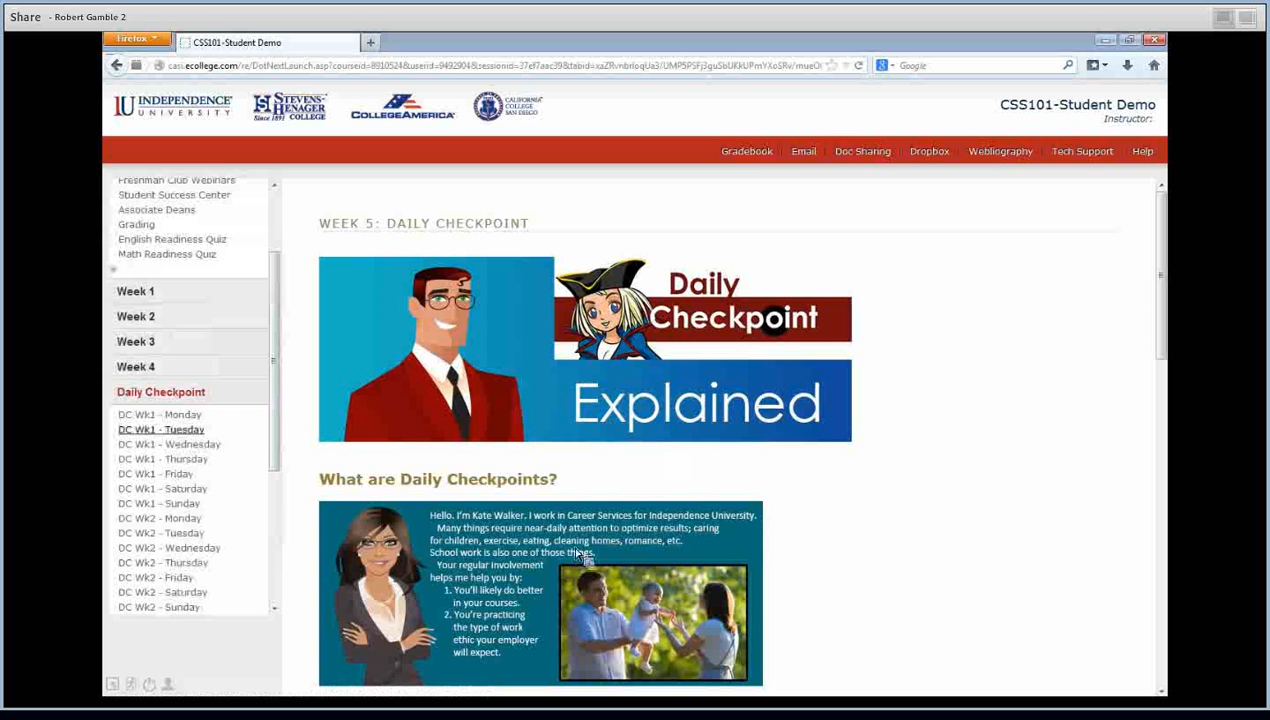 Share - Robert Gamble 2
Firefox
CSS101-Student Demo
Google
INDEPENDENCE UNIVERSITY
STEVENS-HENAGER COLLEGE
Since 1891
COLLEGEAMERICA
CALIFORNIA COLLEGE SAN DIEGO
CSS101-Student Demo
Instructor:
Gradebook Email Doc Sharing Dropbox Webliography Tech Support Help
Freshman Club Webinars
Student Success Center
Associate Deans
Grading
English Readiness Quiz
Math Readiness Quiz
Week 1
Week 2
Week 3
Week 4
Daily Checkpoint
DC Wk1 - Monday
DC Wk1 - Tuesday
DC Wk1 - Wednesday
DC Wk1 - Thursday
DC Wk1 - Friday
DC Wk1 - Saturday
DC Wk1 - Sunday
DC Wk2 - Monday
DC Wk2 - Tuesday
DC Wk2 - Wednesday
DC Wk2 - Thursday
DC Wk2 - Friday
DC Wk2 - Saturday
DC Wk2 - Sunday
WEEK 5: DAILY CHECKPOINT
Daily
Checkpoint
Explained
What are Daily Checkpoints?
Hello. I'm Kate Walker. I work in Career Services for Independence University.
Many things require near-daily attention to optimize results; caring
for children, exercise, eating, cleaning homes, romance, etc.
School work is also one of those things.
Your regular involvement
helps me help you by:
1. You'll likely do better
in your courses.
2. You're practicing
the type of work
ethic your employer
will expect.